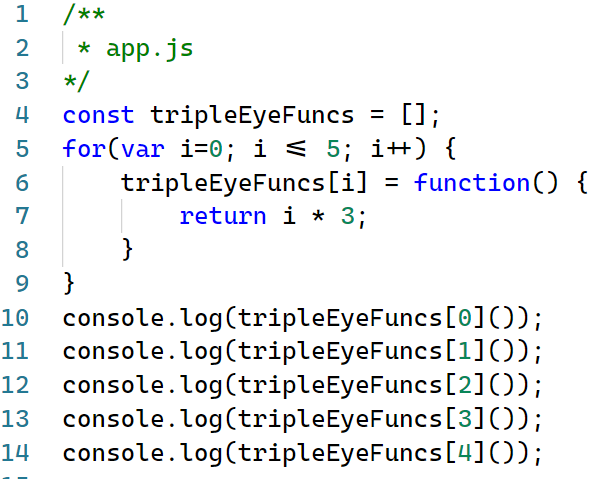 1 /**
2  * app.js
3 */
4 const tripleEyeFuncs = [];
5 for(var i=0; i <= 5; i++) {
6     tripleEyeFuncs[i] = function() {
7         return i * 3;
8     }
9 }
10 console.log(tripleEyeFuncs[0]());
11 console.log(tripleEyeFuncs[1]());
12 console.log(tripleEyeFuncs[2]());
13 console.log(tripleEyeFuncs[3]());
14 console.log(tripleEyeFuncs[4]());